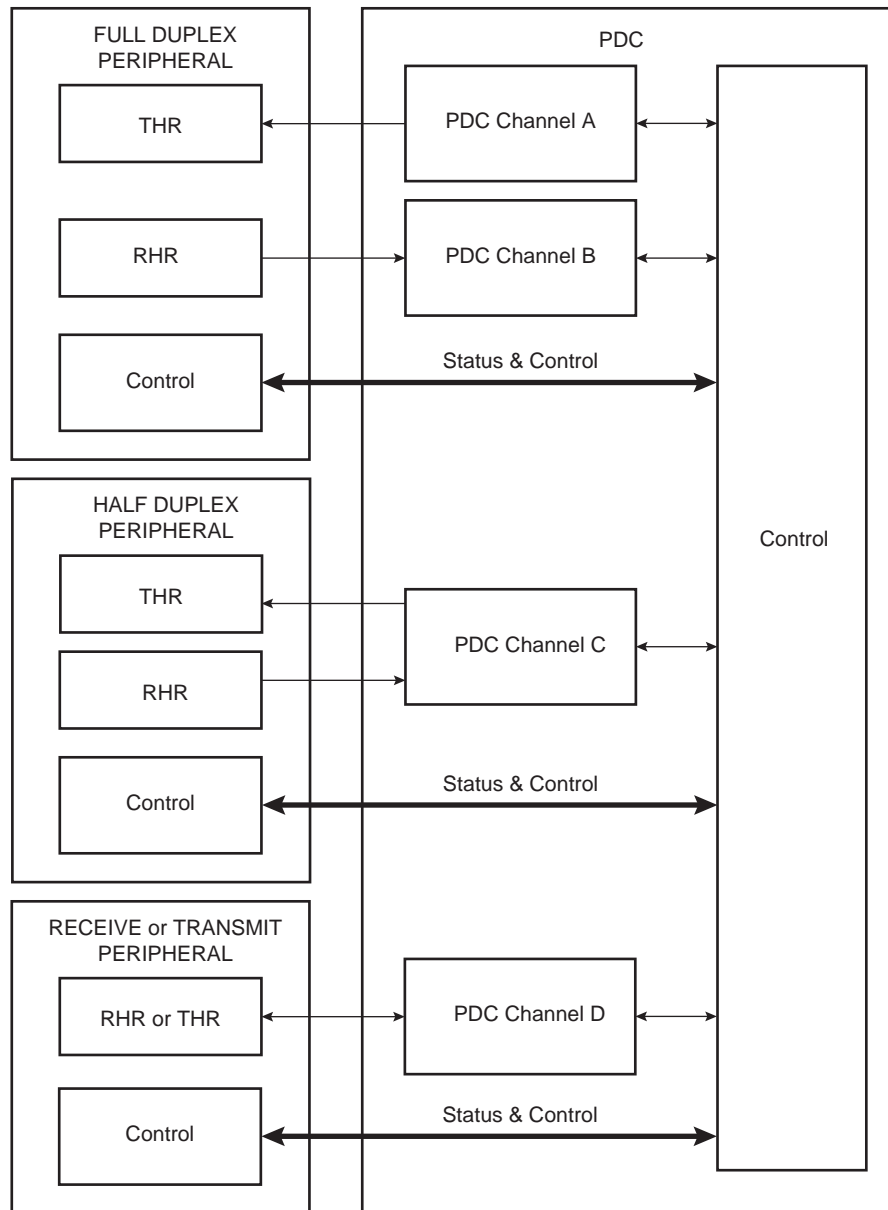 FULL DUPLEX
PERIPHERAL
THR
RHR
Control
PDC
PDC Channel A
PDC Channel B
Status & Control
HALF DUPLEX
PERIPHERAL
THR
RHR
Control
PDC Channel C
Status & Control
Control
RECEIVE or TRANSMIT
PERIPHERAL
RHR or THR
Control
PDC Channel D
Status & Control